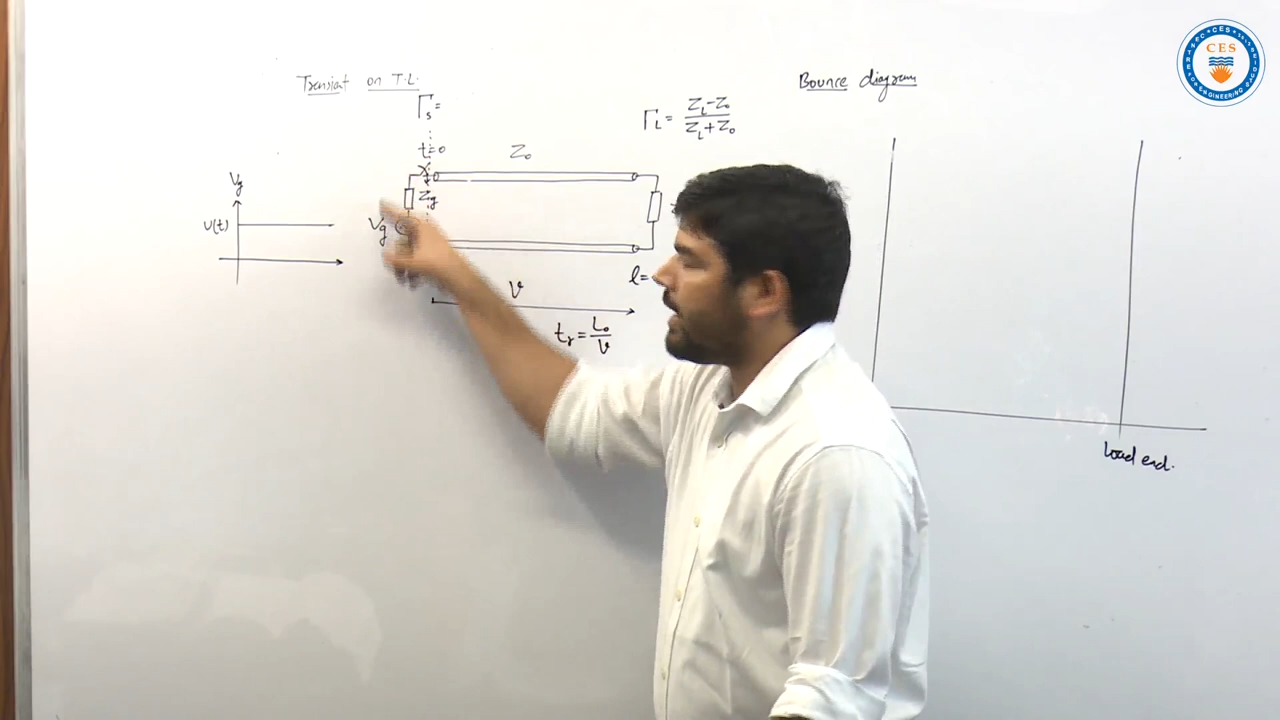 Transient on T.L.
Bounce diagram
Γs =
ΓL = ZL-Z0 / ZL+Z0
t=0
Z0
Vg
u(t)
Zg
Vg
l=
V
tr = L0 / V
Load end.
CES